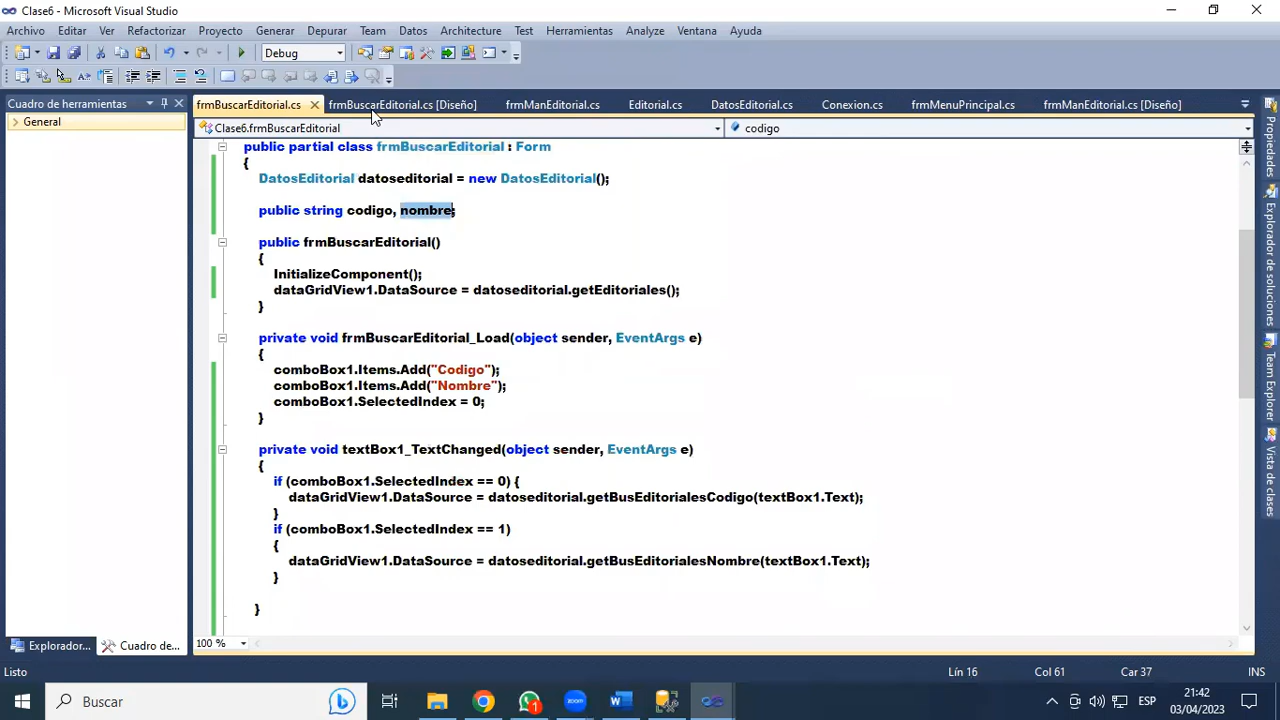 Clase6 - Microsoft Visual Studio
Archivo Editar Ver Refactorizar Proyecto Generar Depurar Team Datos Architecture Test Herramientas Analyze Ventana Ayuda
Debug
Cuadro de herramientas
General
frmBuscarEditorial.cs frmBuscarEditorial.cs [Diseño] frmManEditorial.cs Editorial.cs DatosEditorial.cs Conexion.cs frmMenuPrincipal.cs frmManEditorial.cs [Diseño]
Clase6.frmBuscarEditorial codigo
public partial class frmBuscarEditorial : Form
{
DatosEditorial datoseditorial = new DatosEditorial();
public string codigo, nombre;
public frmBuscarEditorial()
{
InitializeComponent();
dataGridView1.DataSource = datoseditorial.getEditoriales();
}
private void frmBuscarEditorial_Load(object sender, EventArgs e)
{
comboBox1.Items.Add("Codigo");
comboBox1.Items.Add("Nombre");
comboBox1.SelectedIndex = 0;
}
private void textBox1_TextChanged(object sender, EventArgs e)
{
if (comboBox1.SelectedIndex == 0) {
dataGridView1.DataSource = datoseditorial.getBusEditorialesCodigo(textBox1.Text);
}
if (comboBox1.SelectedIndex == 1)
{
dataGridView1.DataSource = datoseditorial.getBusEditorialesNombre(textBox1.Text);
}
}
100 %
Propiedades
Explorador de soluciones
Team Explorer
Vista de clases
Explorador... Cuadro de...
Listo Lín 16 Col 61 Car 37 INS
Buscar
1
ESP
21:42
03/04/2023